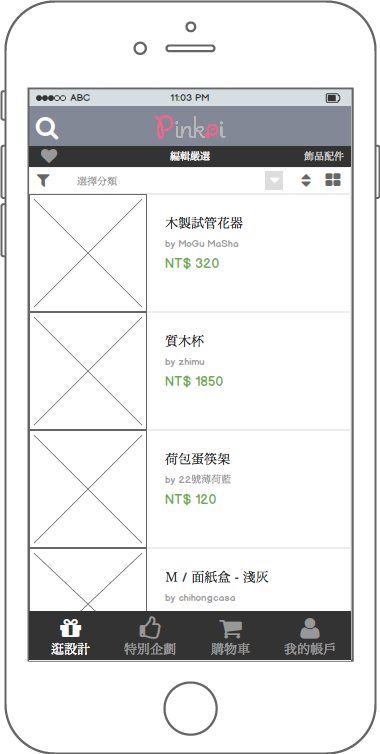 ABC 11:03 PM
Pinkoi
編輯嚴選 飾品配件
選擇分類
木製試管花器
by MoGu MaSha
NT$ 320
質木杯
by zhimu
NT$ 1850
荷包蛋筷架
by 22號薄荷藍
NT$ 120
M / 面紙盒 - 淺灰
by chihongcasa
逛設計 特別企劃 購物車 我的帳戶